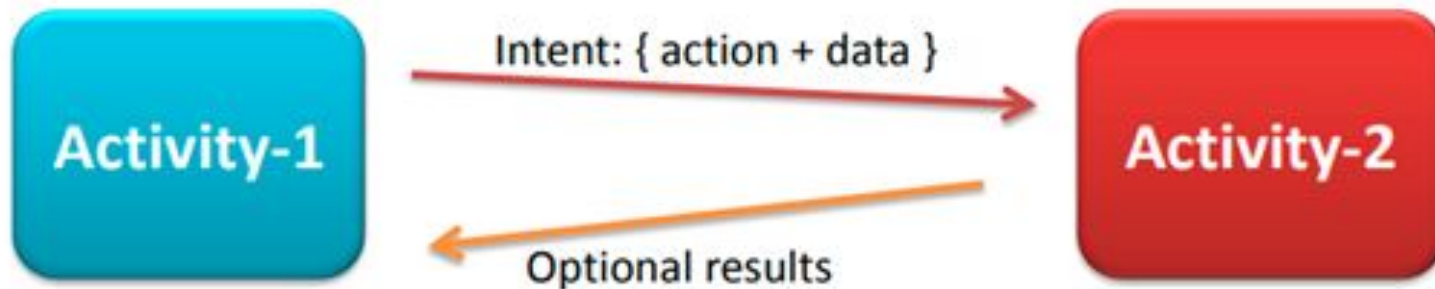 Intent: { action + data }
Activity-1
Activity-2
Optional results